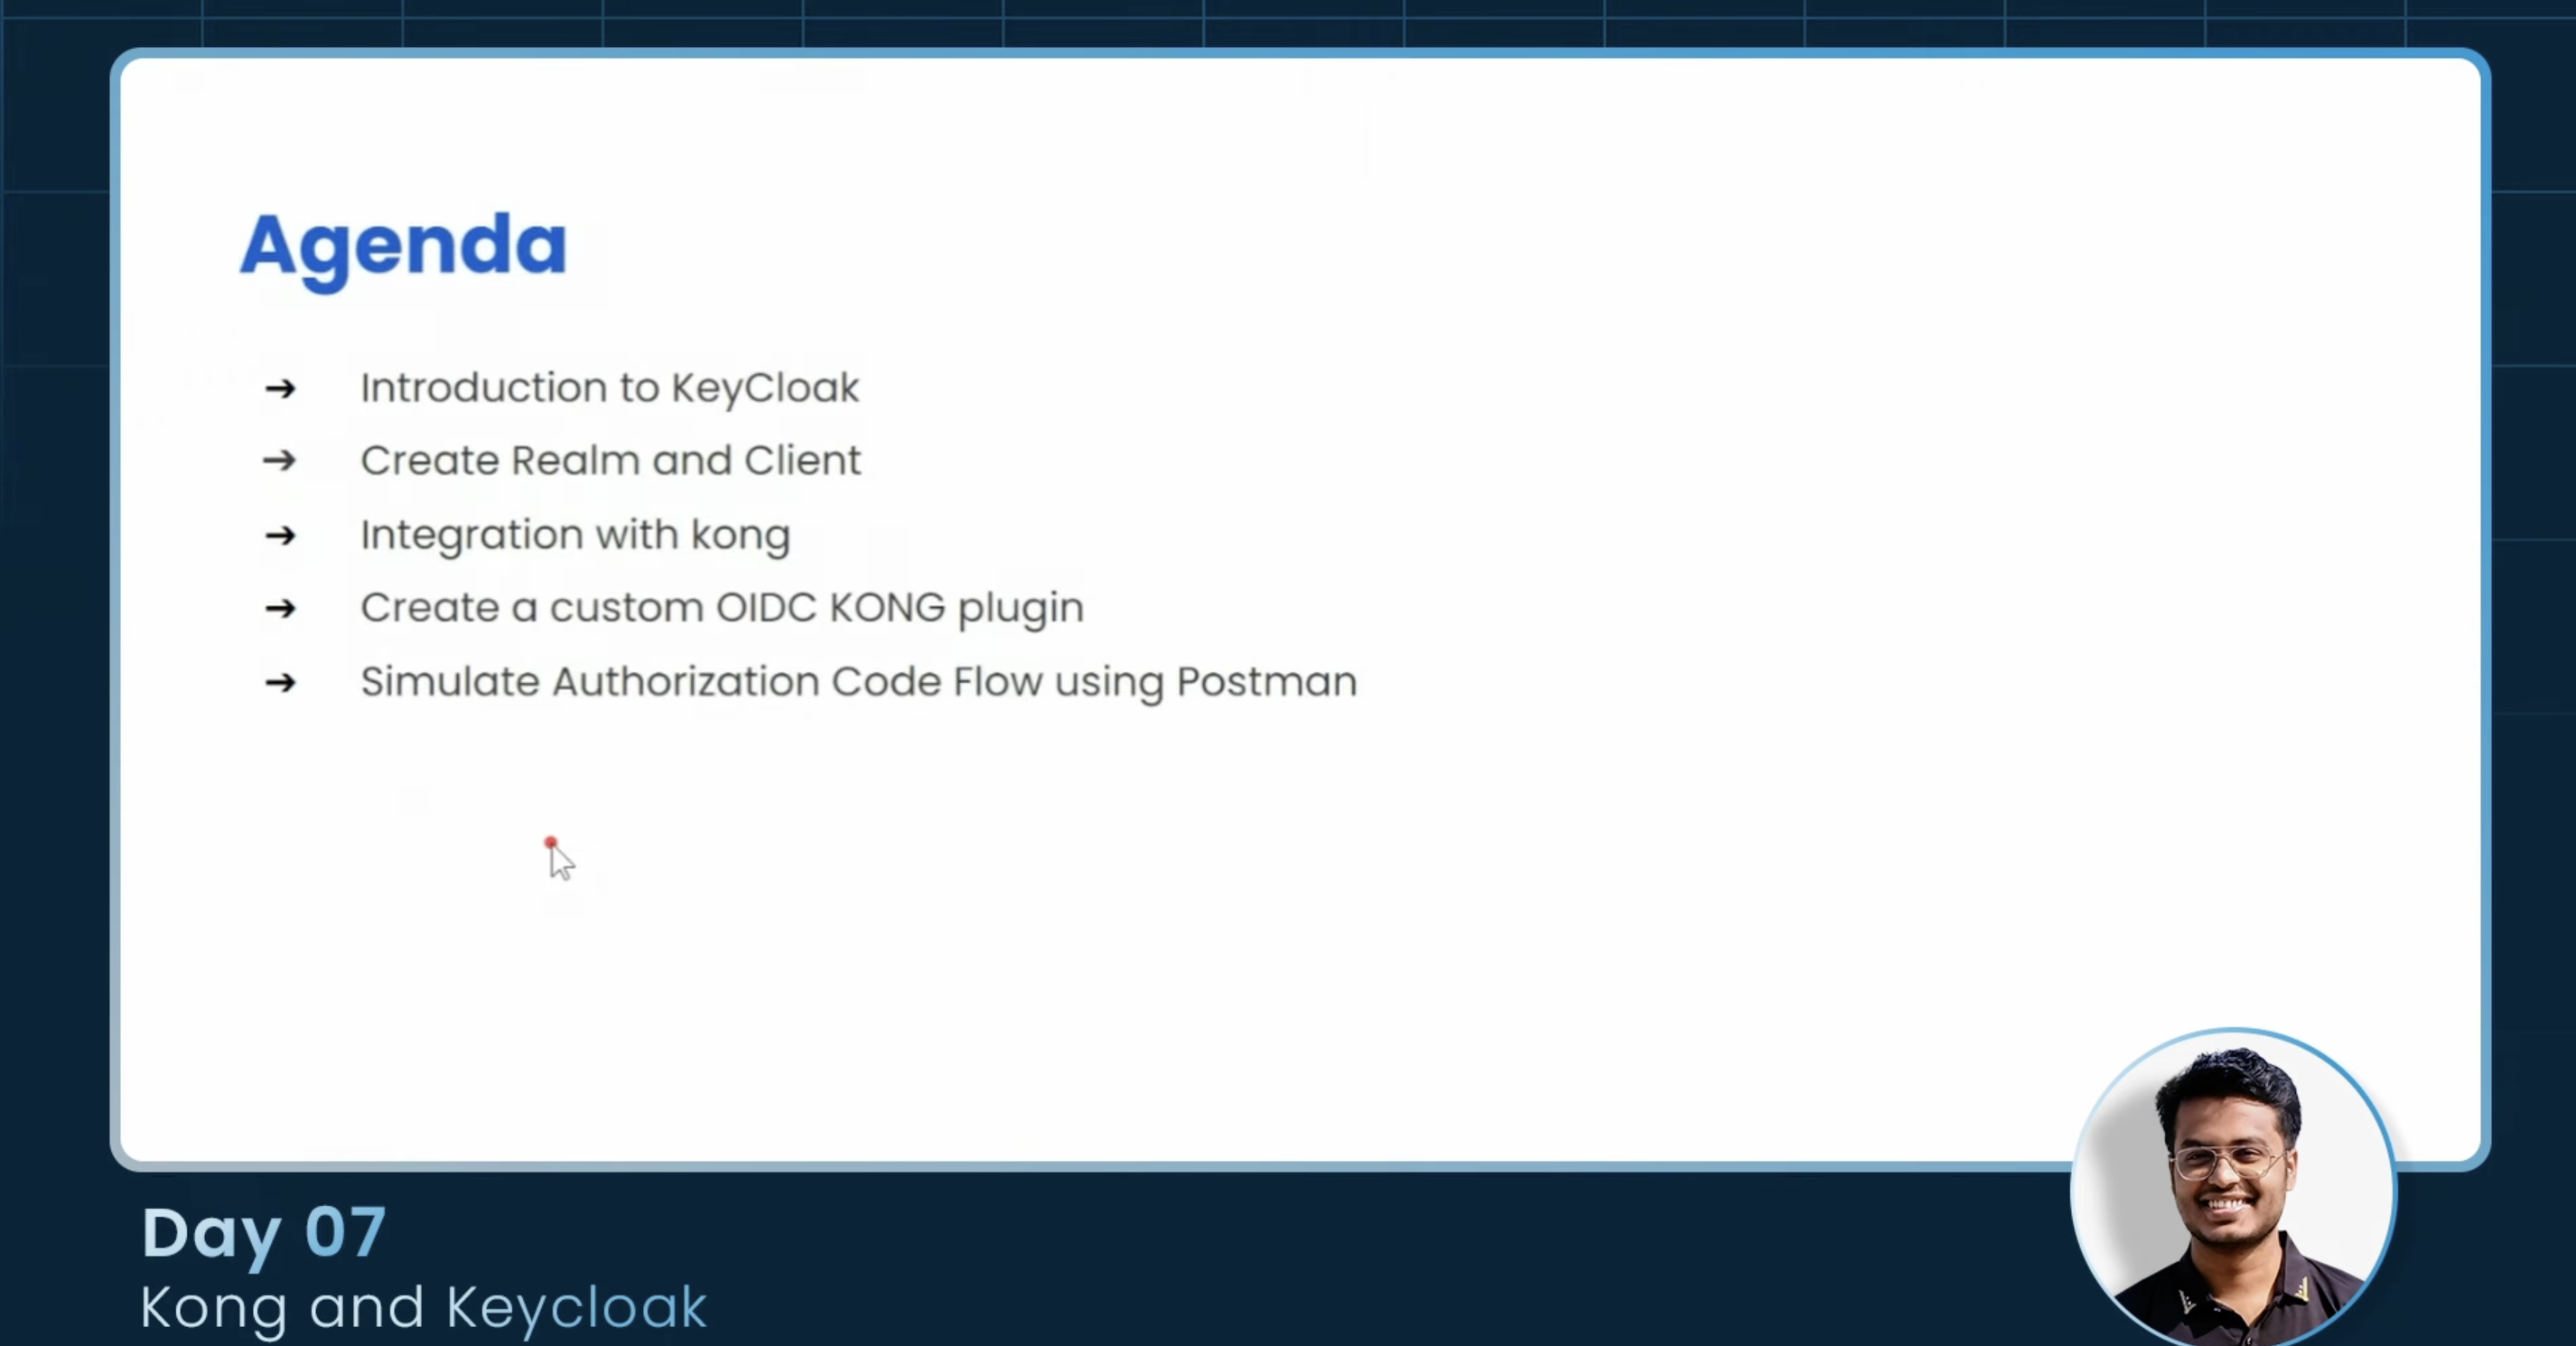 Agenda
➔ Introduction to KeyCloak
➔ Create Realm and Client
➔ Integration with kong
➔ Create a custom OIDC KONG plugin
➔ Simulate Authorization Code Flow using Postman
Day 07
Kong and Keycloak